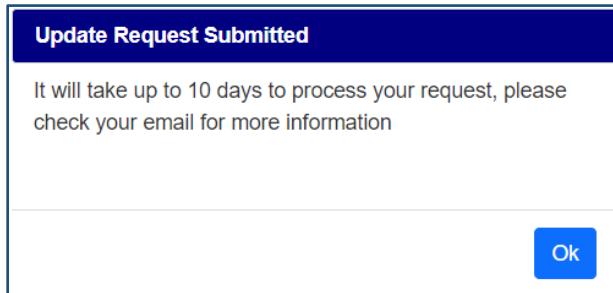 Update Request Submitted
It will take up to 10 days to process your request, please
check your email for more information
Ok